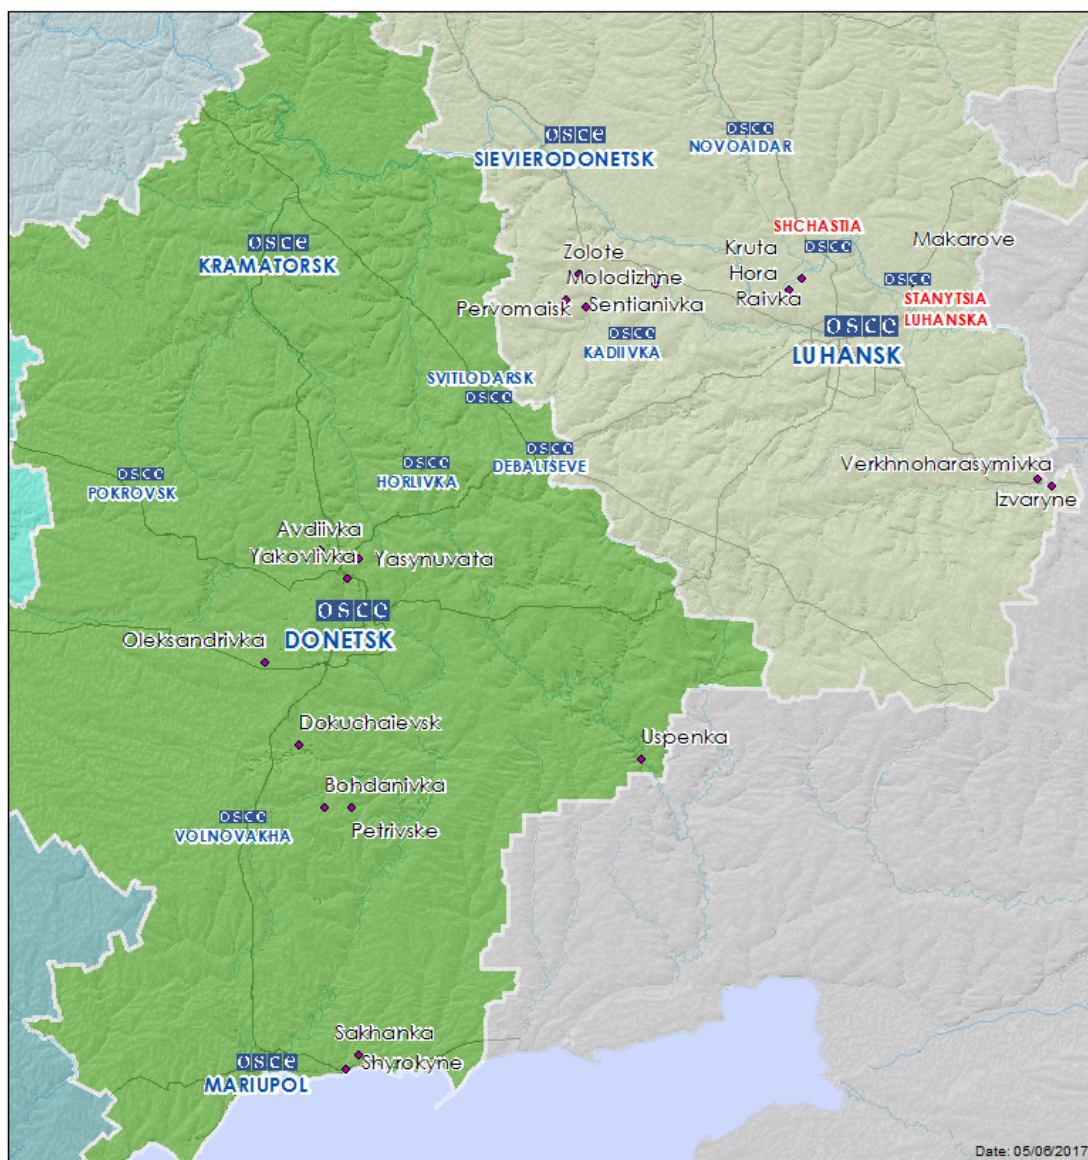 OSCE
SIEVIERODONETSK
OSCE
NOVOAIDAR
SHCHASTIA
OSCE
OSCE
KRAMATORSK
Makarove
Zolote
Kruta
Hora
Raivka
Molodizhne
Pervomaisk
Sentianivka
OSCE
STANYTSIA
LUHANSKA
OSCE
KADIIVKA
OSCE
LUHANSK
SVITLODARSK
OSCE
OSCE
DEBALTSEVE
OSCE
HORLIVKA
OSCE
POKROVSK
Verkhnoharasymivka
Izvaryne
Avdiivka
Yakovlivka
Yasynuvata
OSCE
DONETSK
Oleksandrivka
Dokuchaievsk
Uspenka
Bohdanivka
Petrivske
OSCE
VOLNOVAKHA
Sakhanka
Shyrokyne
OSCE
MARIUPOL
Date: 05/06/2017